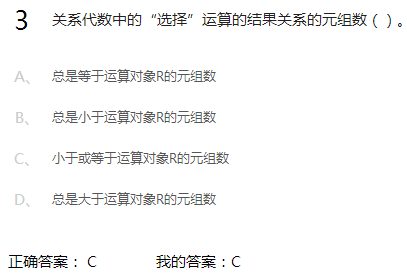 3 关系代数中的“选择”运算的结果关系的元组数 ( ) 。
A、 总是等于运算对象R的元组数
B、 总是小于运算对象R的元组数
C、 小于或等于运算对象R的元组数
D、 总是大于运算对象R的元组数
正确答案： C 我的答案：C